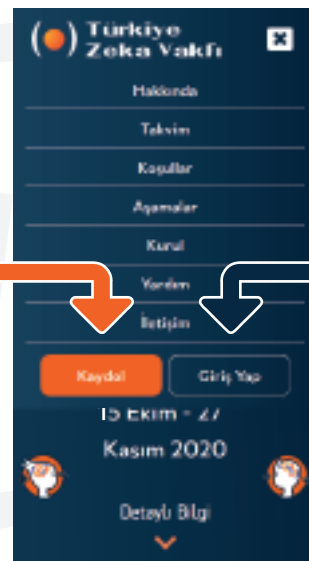 Türkiye
Zeka Vakfı
Hakkında
Takvim
Koşullar
Aşamalar
Kurul
Yardım
İletişim
Kaydol
Giriş Yap
15 Ekim - 27
Kasım 2020
Detaylı Bilgi